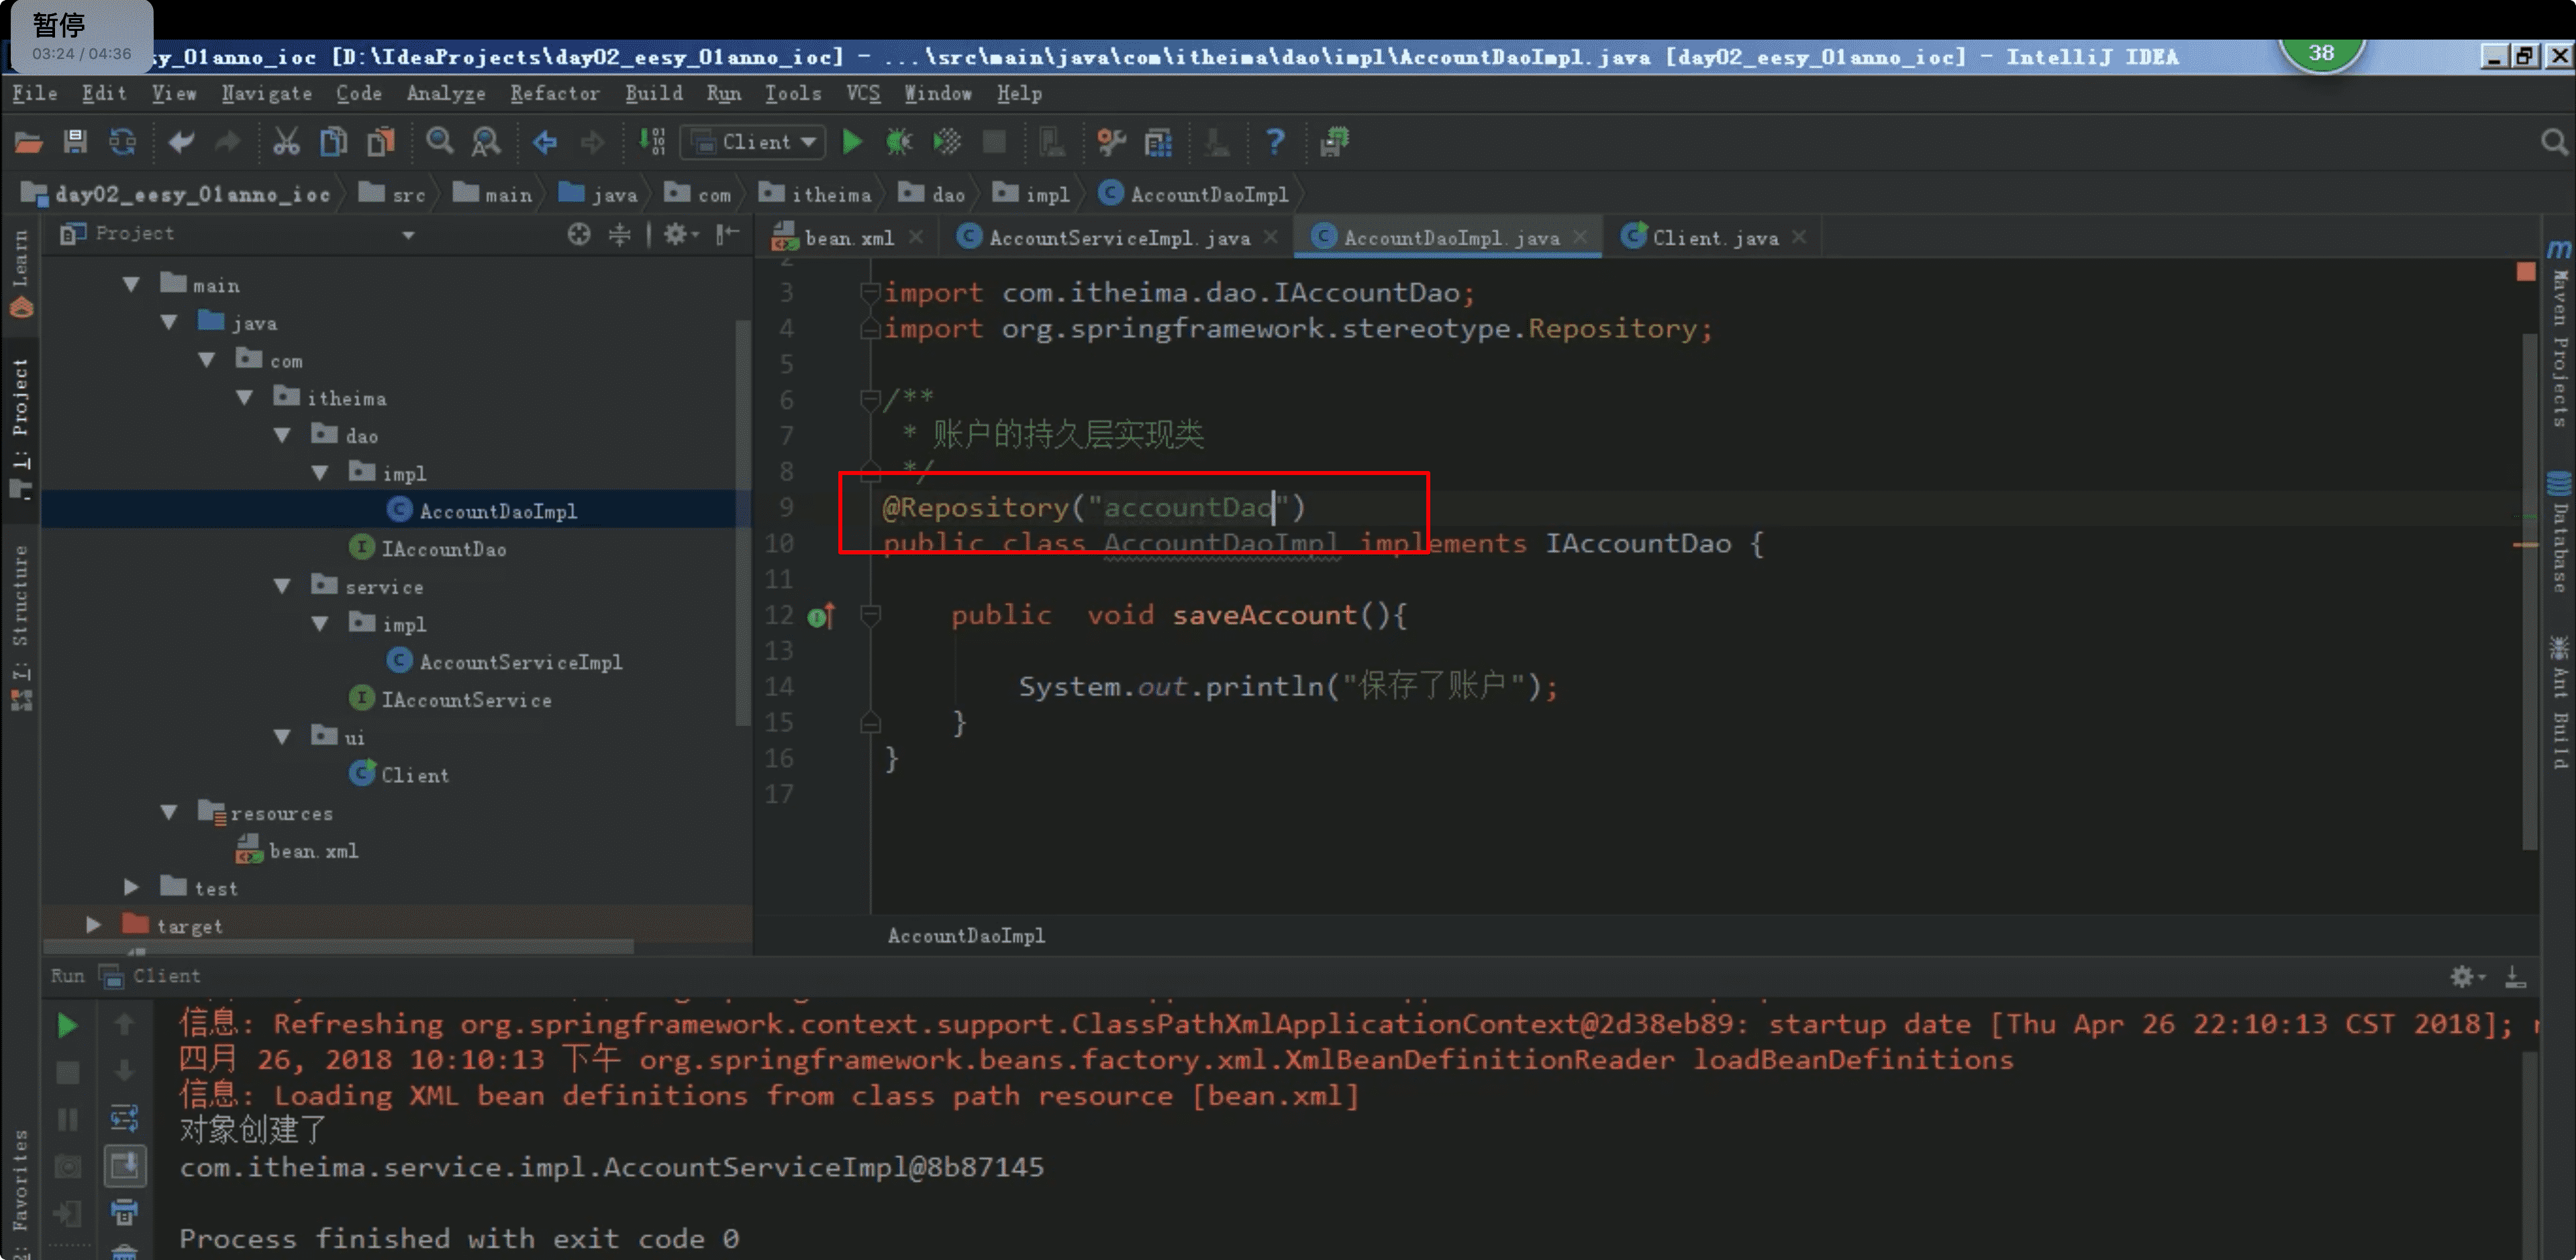 暂停
03:24 / 04:36
sy_01anno_ioc [D:\IdeaProjects\day02_eesy_01anno_ioc] - ...\src\main\java\com\itheima\dao\impl\AccountDaoImpl.java [day02_eesy_01anno_ioc] - IntelliJ IDEA
38
File Edit View Navigate Code Analyze Refactor Build Run Tools VCS Window Help
Client
day02_eesy_01anno_ioc src main java com itheima dao impl AccountDaoImpl
Project
bean.xml AccountServiceImpl.java AccountDaoImpl.java Client.java
Learn
1: Project
7: Structure
2: Favorites
main
java
com
itheima
dao
impl
AccountDaoImpl
IAccountDao
service
impl
AccountServiceImpl
IAccountService
ui
Client
resources
bean.xml
test
target
2
3 import com.itheima.dao.IAccountDao;
4 import org.springframework.stereotype.Repository;
5
6 /**
7 * 账户的持久层实现类
8 */
9 @Repository("accountDao")
10 public class AccountDaoImpl implements IAccountDao {
11
12 public void saveAccount(){
13
14 System.out.println("保存了账户");
15 }
16 }
17
AccountDaoImpl
Maven Projects
Database
Ant Build
Run Client
信息: Refreshing org.springframework.context.support.ClassPathXmlApplicationContext@2d38eb89: startup date [Thu Apr 26 22:10:13 CST 2018];
四月 26, 2018 10:10:13 下午 org.springframework.beans.factory.xml.XmlBeanDefinitionReader loadBeanDefinitions
信息: Loading XML bean definitions from class path resource [bean.xml]
对象创建了
com.itheima.service.impl.AccountServiceImpl@8b87145
Process finished with exit code 0